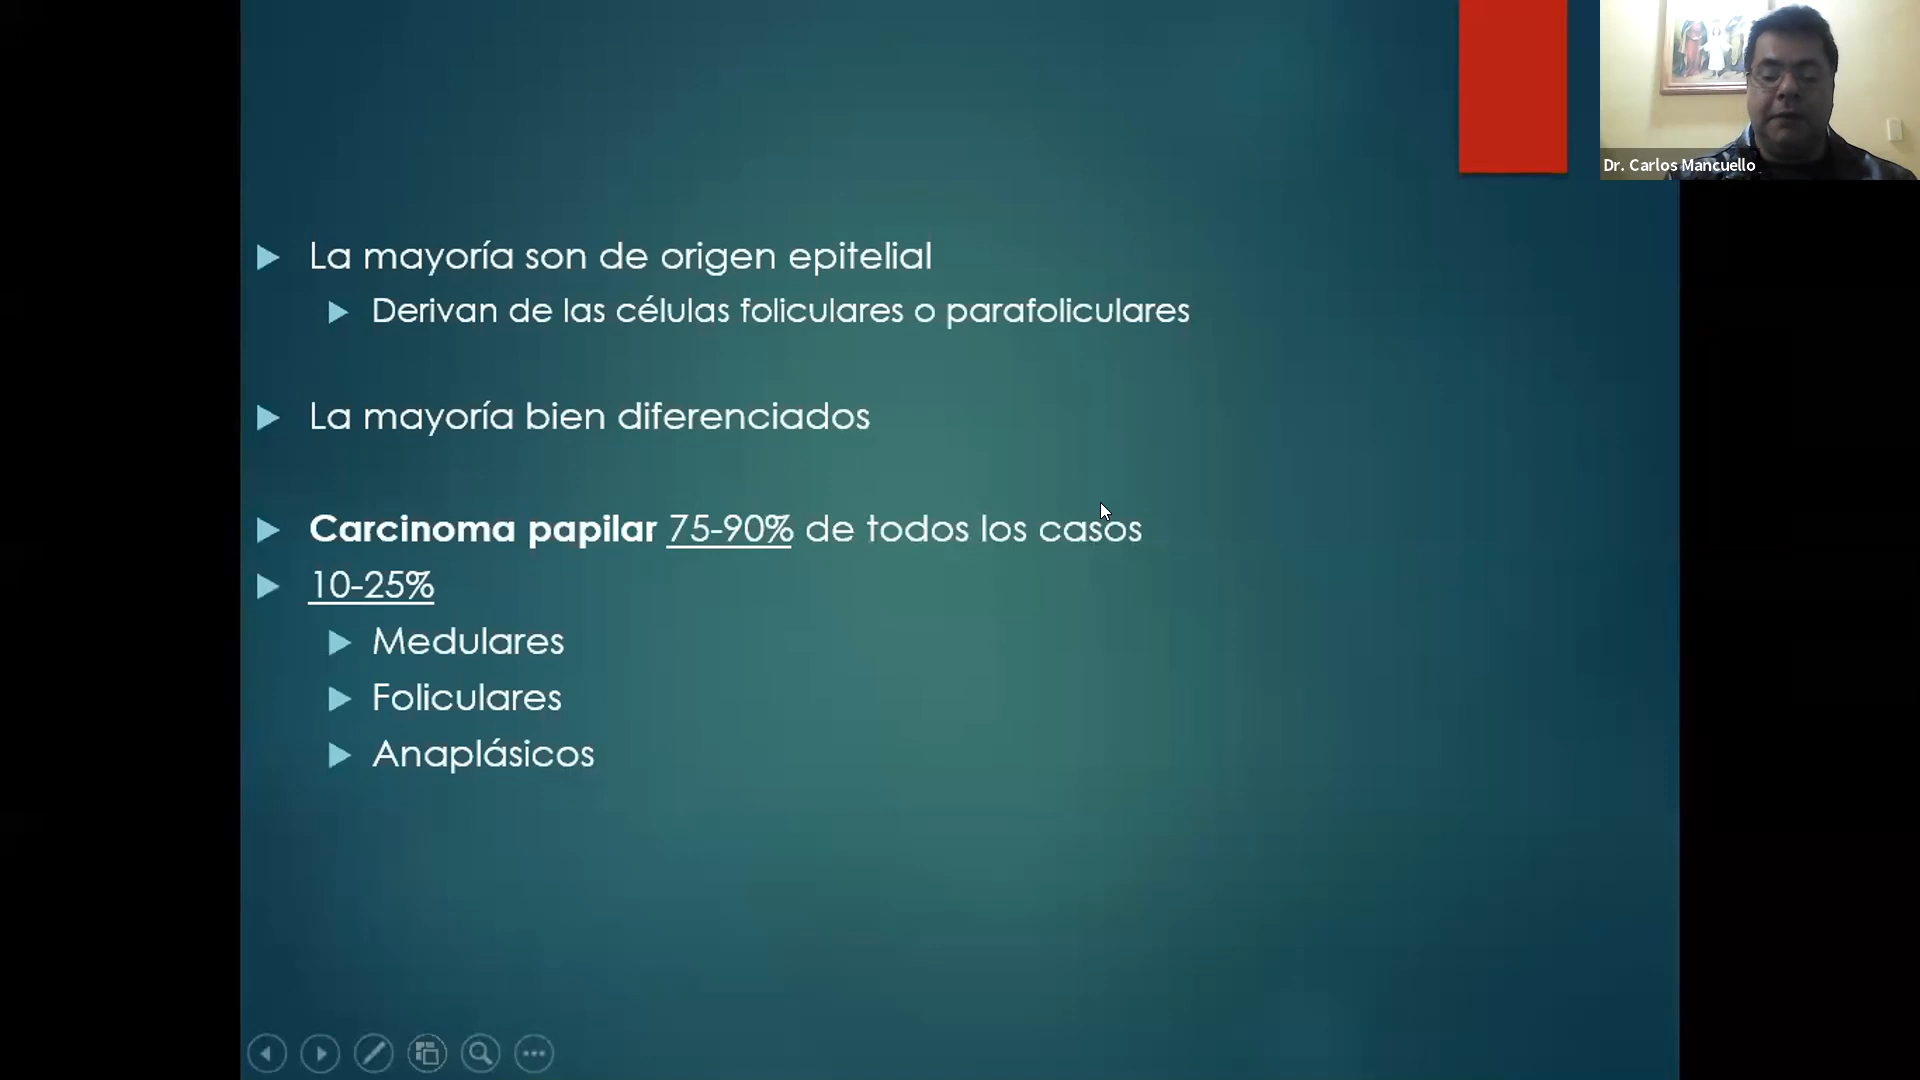 La mayoría son de origen epitelial
Derivan de las células foliculares o parafoliculares
La mayoría bien diferenciados
Carcinoma papilar 75-90% de todos los casos
10-25%
Medulares
Foliculares
Anaplásicos
Dr. Carlos Mancuello